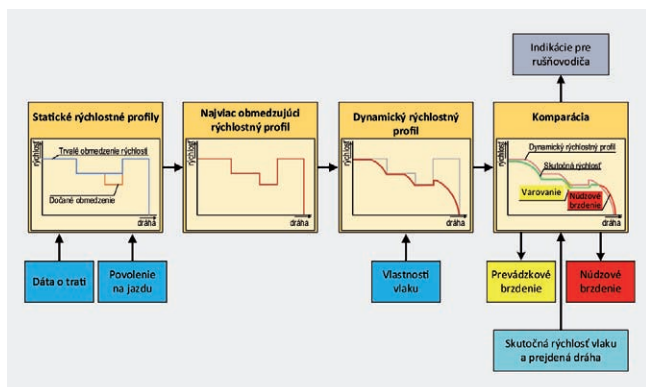 Indikácie pre
rušňovodiča
Statické rýchlostné profily
rýchlosť
Trvalé obmedzenie rýchlosti
Dočané obmedzenie
dráha
Najviac obmedzujúci
rýchlostný profil
rýchlosť
dráha
Dynamický rýchlostný
profil
rýchlosť
dráha
Komparácia
rýchlosť
Dynamický rýchlostný profil
Skutočná rýchlosť
Varovanie
Núdzové
brzdenie
dráha
Dáta o trati
Povolenie
na jazdu
Vlastnosti
vlaku
Prevádzkové
brzdenie
Núdzové
brzdenie
Skutočná rýchlosť vlaku
a prejdená dráha